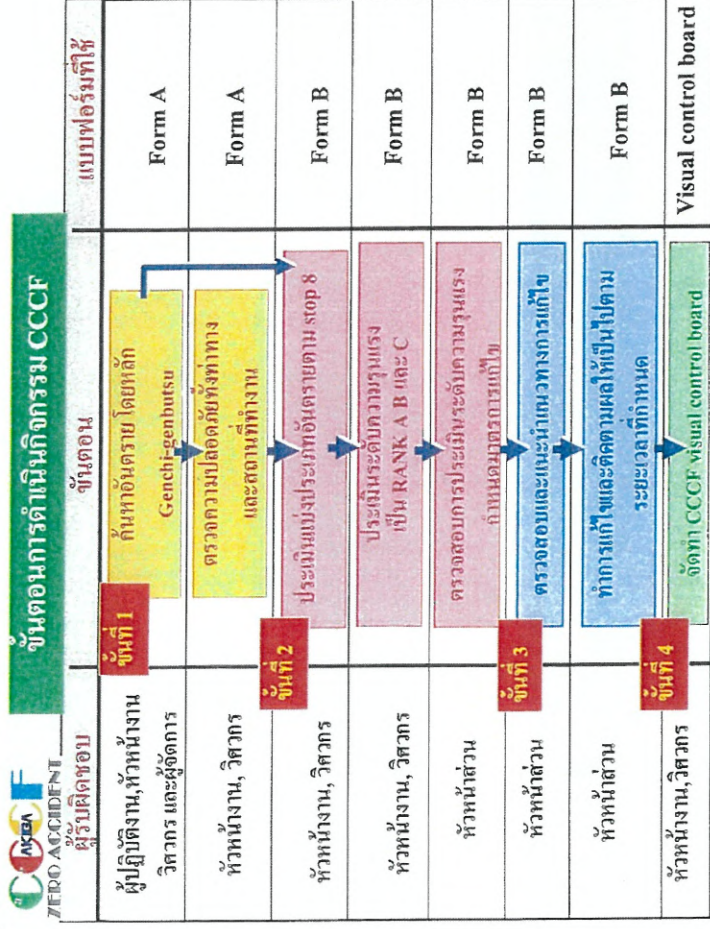 CCCF
AKIGA
ZERO ACCIDENT
ขั้นตอนการดำเนินกิจกรรม CCCF
ผู้รับผิดชอบ
ขั้นตอน
แบบฟอร์มที่ใช้
ผู้ปฏิบัติงาน,หัวหน้างาน
วิศวกร และผู้จัดการ
ขั้นที่ 1
ค้นหาอันตราย โดยหลัก
Genchi-genbutsu
Form A
หัวหน้างาน, วิศวกร
ตรวจความปลอดภัยทั้งท่าทาง
และสถานที่ทำงาน
Form A
หัวหน้างาน, วิศวกร
ขั้นที่ 2
ประเมินแบ่งประเภทอันตรายตาม stop 8
Form B
หัวหน้างาน, วิศวกร
ประเมินระดับความรุนแรง
เป็น RANK A B และ C
Form B
หัวหน้าส่วน
ตรวจสอบการประเมินระดับความรุนแรง
กำหนดมาตรการแก้ไข
Form B
หัวหน้าส่วน
ขั้นที่ 3
ตรวจสอบและแนะนำแนวทางการแก้ไข
Form B
หัวหน้าส่วน
ทำการแก้ไขและติดตามผลให้เป็นไปตาม
ระยะเวลาที่กำหนด
Form B
หัวหน้างาน,วิศวกร
ขั้นที่ 4
จัดทำ CCCF visual control board
Visual control board